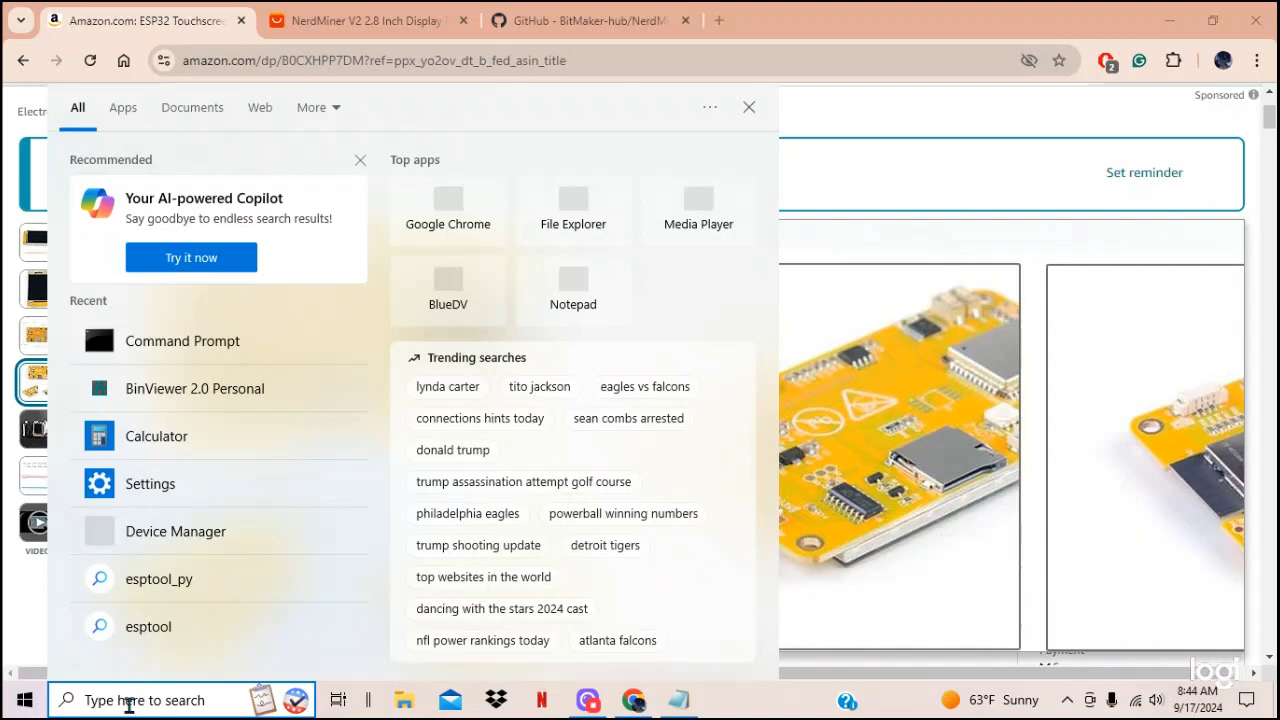 Amazon.com: ESP32 Touchscree
NerdMiner V2 2.8 Inch Display
GitHub - BitMaker-hub/NerdM
amazon.com/dp/B0CXHPP7DM?ref=ppx_yo2ov_dt_b_fed_asin_title
2
Electr
Sponsored
All
Apps
Documents
Web
More
Recommended
Top apps
Your AI-powered Copilot
Say goodbye to endless search results!
Try it now
Google Chrome
File Explorer
Media Player
BlueDV
Notepad
Set reminder
Recent
Command Prompt
BinViewer 2.0 Personal
Calculator
Settings
Device Manager
esptool_py
esptool
Trending searches
lynda carter
tito jackson
eagles vs falcons
connections hints today
sean combs arrested
donald trump
trump assassination attempt golf course
philadelphia eagles
powerball winning numbers
trump shooting update
detroit tigers
top websites in the world
dancing with the stars 2024 cast
nfl power rankings today
atlanta falcons
VIDEO
logi
Type here to search
63°F Sunny
8:44 AM
9/17/2024